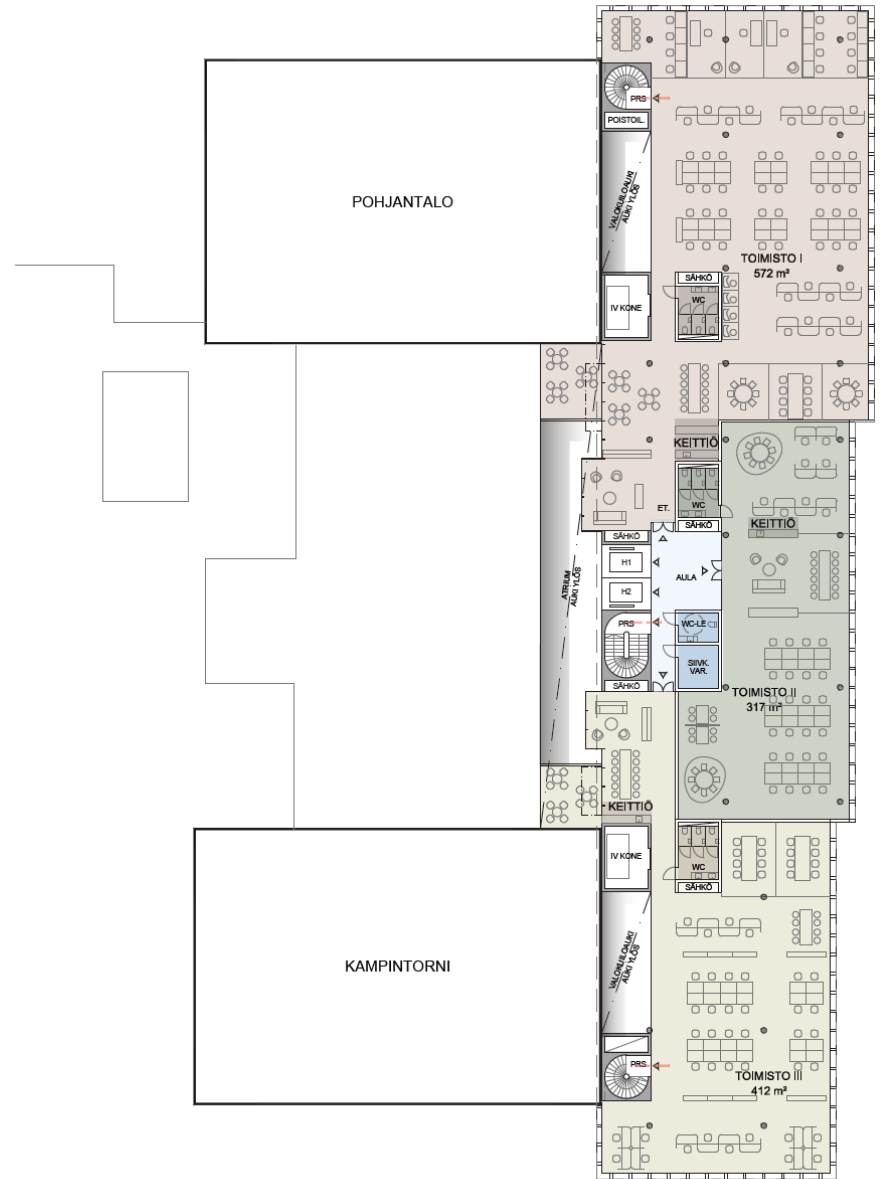 PRS
POISTOIL.
POHJANTALO
VALOKUILOAUKI
AUKI YLÖS
TOIMISTO I
572 m²
SÄHKÖ
WC
IV KONE
KEITTIÖ
WC
ET.
SÄHKÖ
KEITTIÖ
SÄHKÖ
H1
AULA
ATRIUM
AUKI YLÖS
H2
PRS
WC-LE
SIIVK.
VAR.
SÄHKÖ
TOIMISTO II
317 m²
KEITTIÖ
IV KONE
WC
SÄHKÖ
VALOKUILOAUKI
AUKI YLÖS
KAMPINTORNI
PRS
TOIMISTO III
412 m²